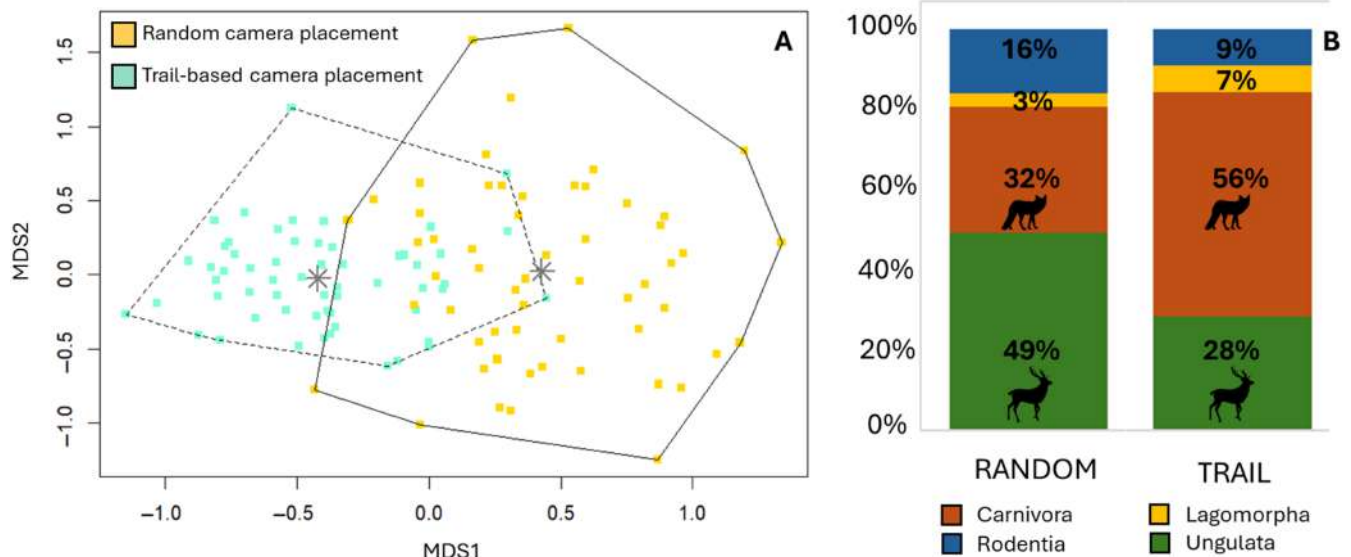 Random camera placement
Trail-based camera placement
A
MDS2
1.5
1.0
0.5
0.0
−0.5
−1.0
−1.0
−0.5
0.0
0.5
1.0
MDS1
B
100%
80%
60%
40%
20%
0%
16%
9%
3%
7%
32%
56%
49%
28%
RANDOM
TRAIL
Carnivora
Lagomorpha
Rodentia
Ungulata